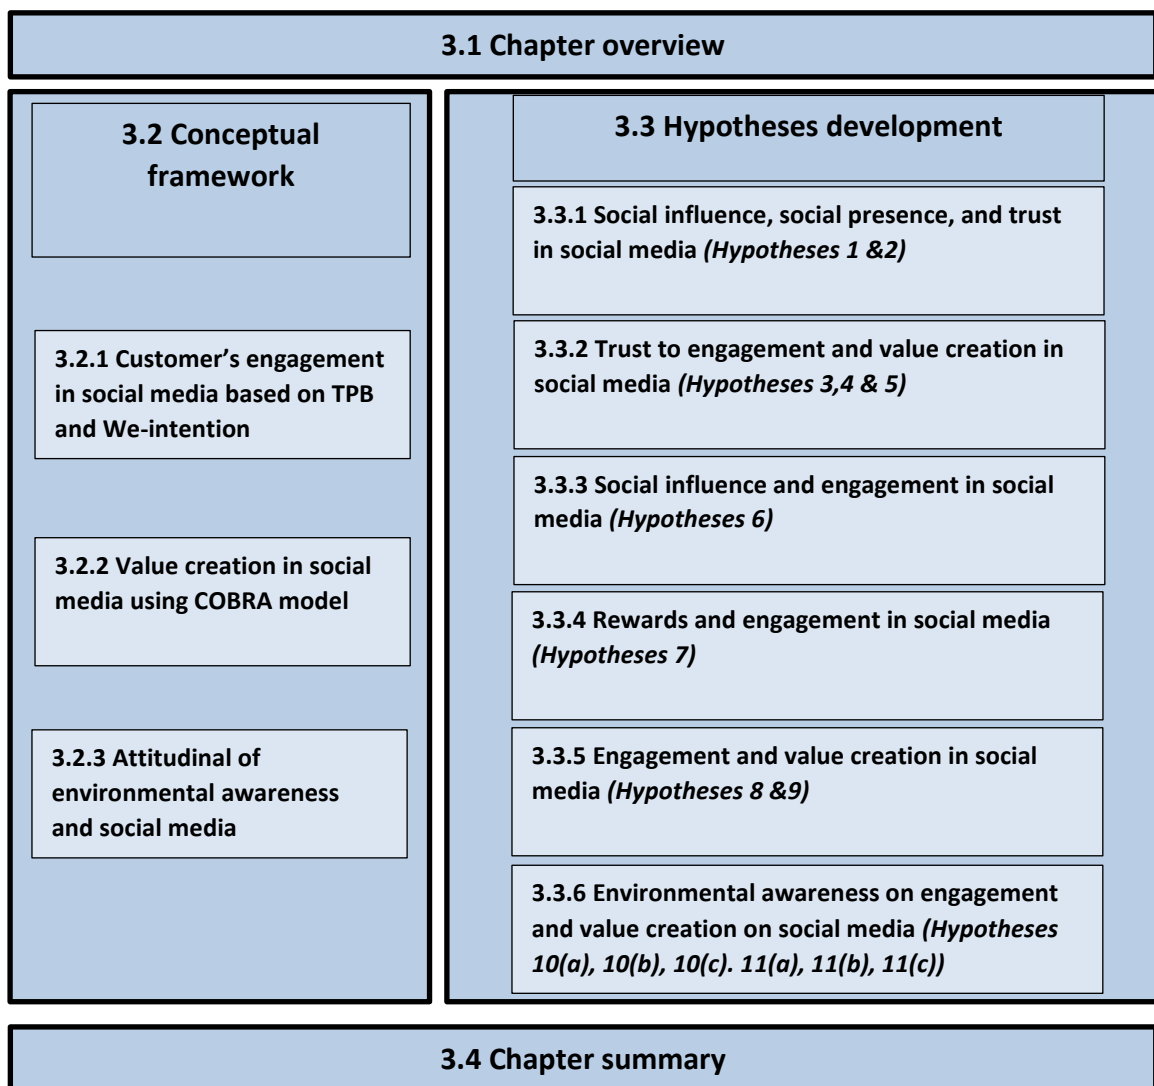 3.1 Chapter overview
3.2 Conceptual
framework
3.2.1 Customer’s engagement
in social media based on TPB
and We-intention
3.2.2 Value creation in social
media using COBRA model
3.2.3 Attitudinal of
environmental awareness
and social media
3.3 Hypotheses development
3.3.1 Social influence, social presence, and trust
in social media (Hypotheses 1 &2)
3.3.2 Trust to engagement and value creation in
social media (Hypotheses 3,4 & 5)
3.3.3 Social influence and engagement in social
media (Hypotheses 6)
3.3.4 Rewards and engagement in social media
(Hypotheses 7)
3.3.5 Engagement and value creation in social
media (Hypotheses 8 &9)
3.3.6 Environmental awareness on engagement
and value creation on social media (Hypotheses
10(a), 10(b), 10(c). 11(a), 11(b), 11(c))
3.4 Chapter summary